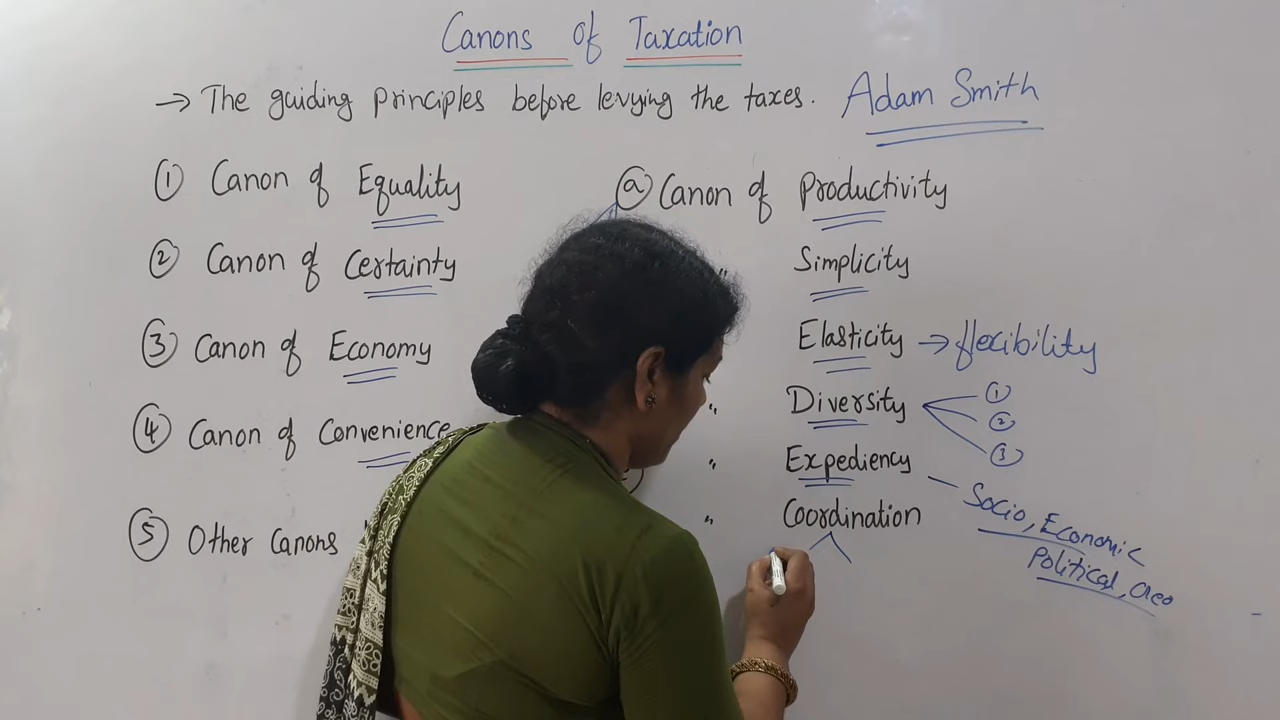 Canons of Taxation
→ The guiding principles before levying the taxes. Adam Smith
① Canon of Equality
② Canon of Certainty
③ Canon of Economy
④ Canon of Convenience
⑤ Other Canons
ⓐ Canon of Productivity
" Simplicity
Elasticity → flexibility
" Diversity ① ② ③
" Expediency — Socio, Economic
Political,
" Coordination